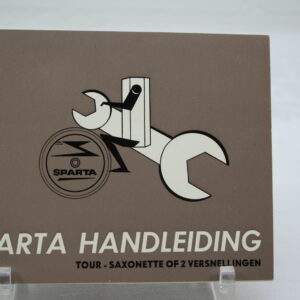 SPARTA
ARTA HANDLEIDING
TOUR - SAXONETTE OF 2 VERSNELLINGEN